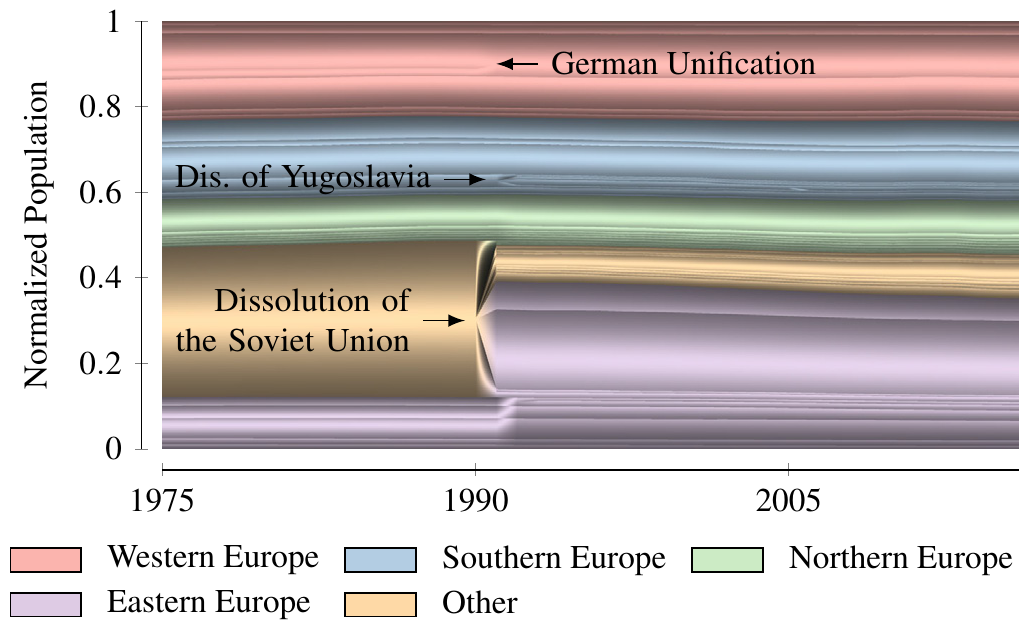 1
German Unification
0.8
Dis. of Yugoslavia
0.6
Normalized Population
0.4
Dissolution of
the Soviet Union
0.2
0
1975 1990 2005
Western Europe Southern Europe Northern Europe
Eastern Europe Other